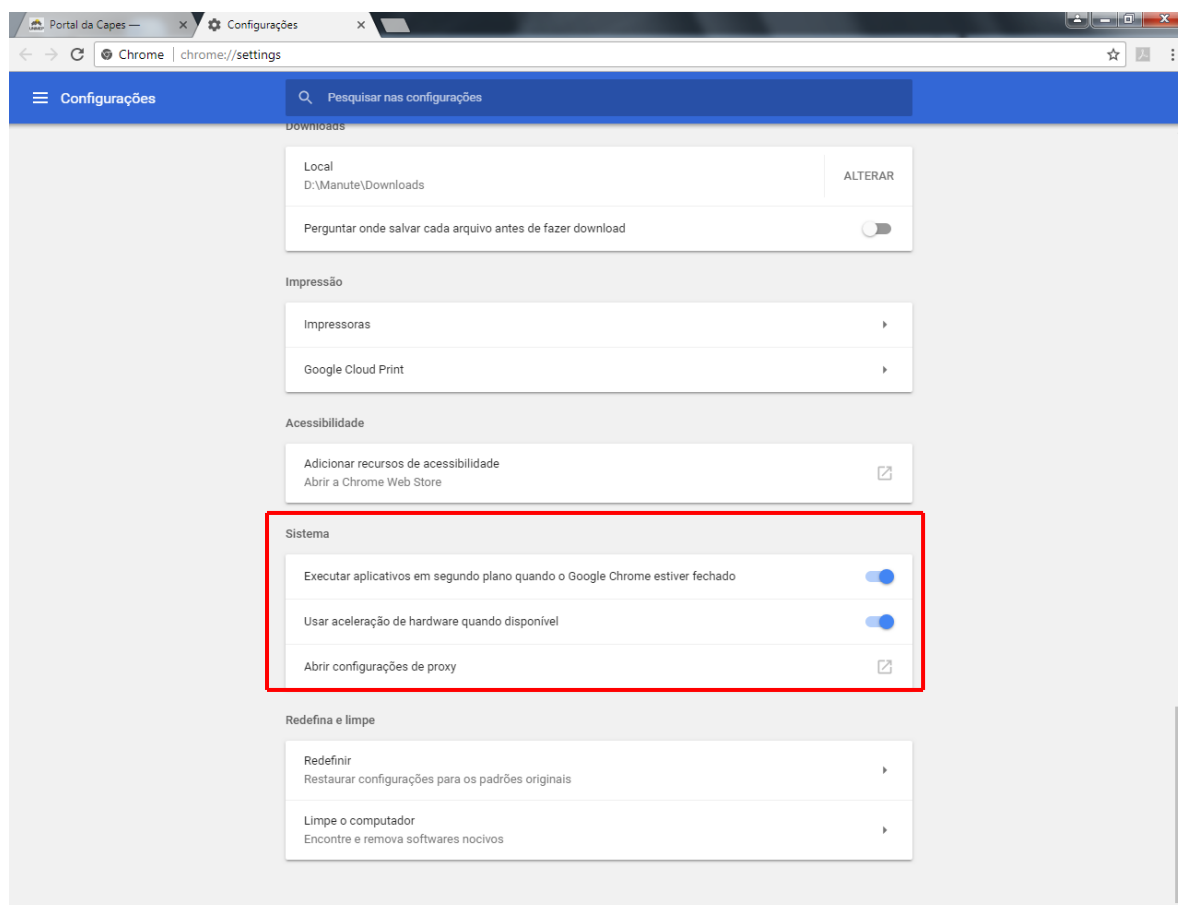 Portal da Capes —
Configurações
Chrome | chrome://settings
Configurações
Pesquisar nas configurações
Downloads
Local
D:\Manute\Downloads
ALTERAR
Perguntar onde salvar cada arquivo antes de fazer download
Impressão
Impressoras
Google Cloud Print
Acessibilidade
Adicionar recursos de acessibilidade
Abrir a Chrome Web Store
Sistema
Executar aplicativos em segundo plano quando o Google Chrome estiver fechado
Usar aceleração de hardware quando disponível
Abrir configurações de proxy
Redefina e limpe
Redefinir
Restaurar configurações para os padrões originais
Limpe o computador
Encontre e remova softwares nocivos